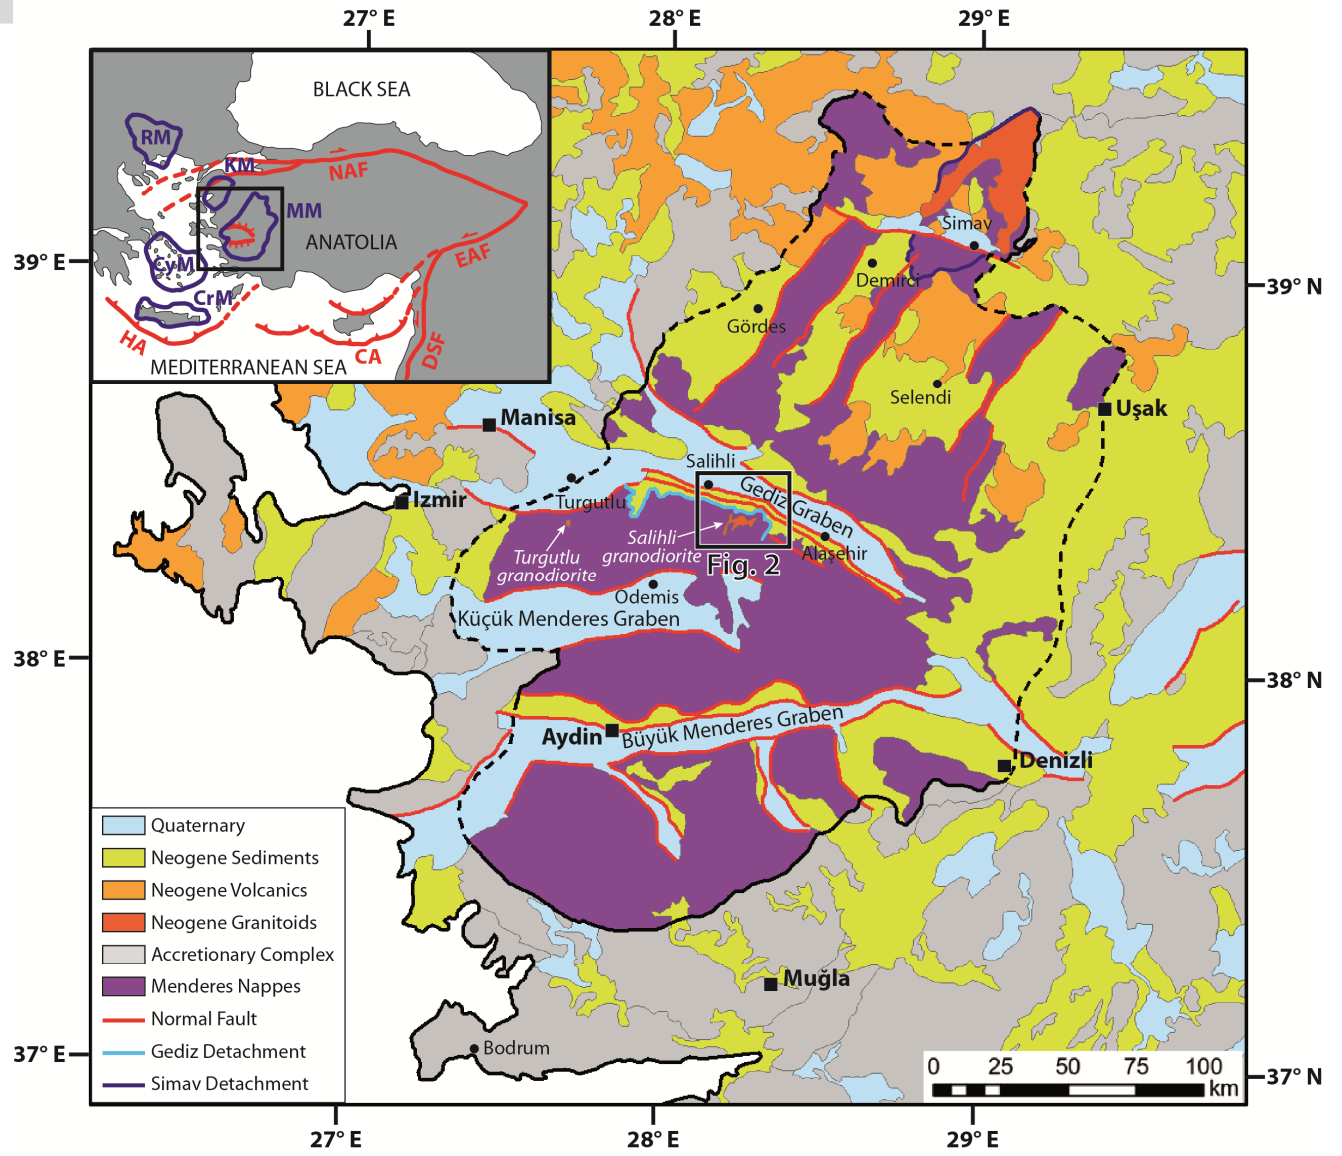 27° E
28° E
29° E
BLACK SEA
RM
KM
NAF
MM
ANATOLIA
EAF
CyM
CrM
HA
CA
DSF
MEDITERRANEAN SEA
39° E
39° N
Simav
Demirci
Gördes
Selendi
Uşak
Manisa
Salihli
Izmir
Turgutlu
Gediz Graben
Salihli
granodiorite
Alaşehir
Turgutlu
granodiorite
Fig. 2
Odemis
Küçük Menderes Graben
38° E
38° N
Aydin
Büyük Menderes Graben
Denizli
Quaternary
Neogene Sediments
Neogene Volcanics
Neogene Granitoids
Accretionary Complex
Menderes Nappes
Normal Fault
Gediz Detachment
Simav Detachment
Muğla
Bodrum
0 25 50 75 100
km
37° E
37° N
27° E
28° E
29° E